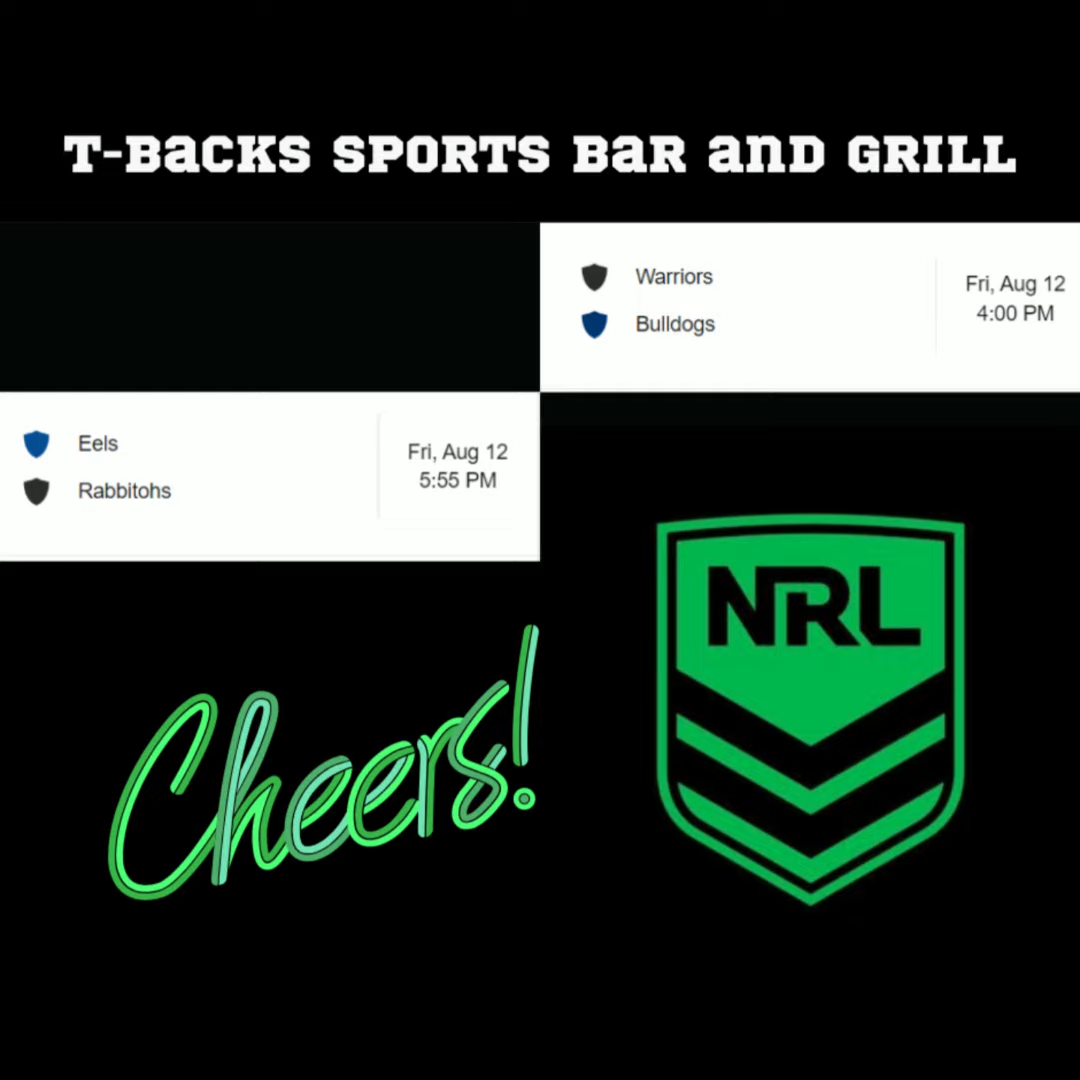 T-BACKS SPORTS BAR AND GRILL
Warriors
Bulldogs
Fri, Aug 12
4:00 PM
Eels
Rabbitohs
Fri, Aug 12
5:55 PM
NRL
Cheers!